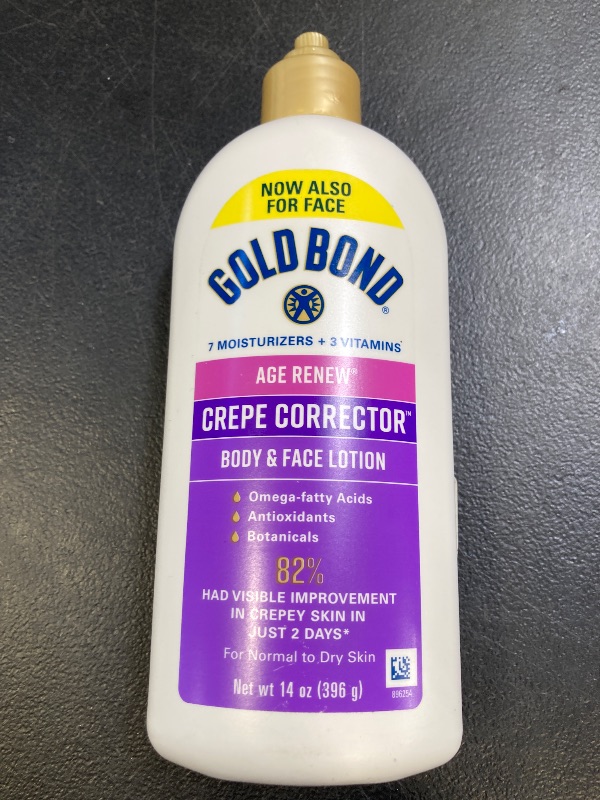 NOW ALSO
FOR FACE
GOLD BOND®
7 MOISTURIZERS + 3 VITAMINS
AGE RENEW®
CREPE CORRECTOR™
BODY & FACE LOTION
Omega-fatty Acids
Antioxidants
Botanicals
82%
HAD VISIBLE IMPROVEMENT
IN CREPEY SKIN IN
JUST 2 DAYS*
For Normal to Dry Skin
Net wt 14 oz (396 g)
896254